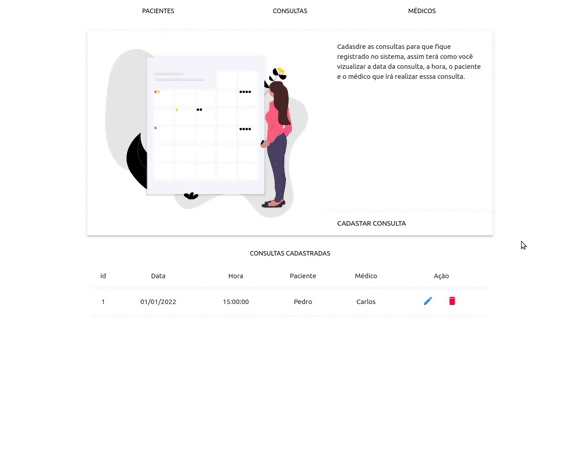 PACIENTES CONSULTAS MÉDICOS
Cadasdre as consultas para que fique
registrado no sistema, assim terá como você
vizualizar a data da consulta, a hora, o paciente
e o médico que irá realizar esssa consulta.
CADASTAR CONSULTA
CONSULTAS CADASTRADAS
id Data Hora Paciente Médico Ação
1 01/01/2022 15:00:00 Pedro Carlos